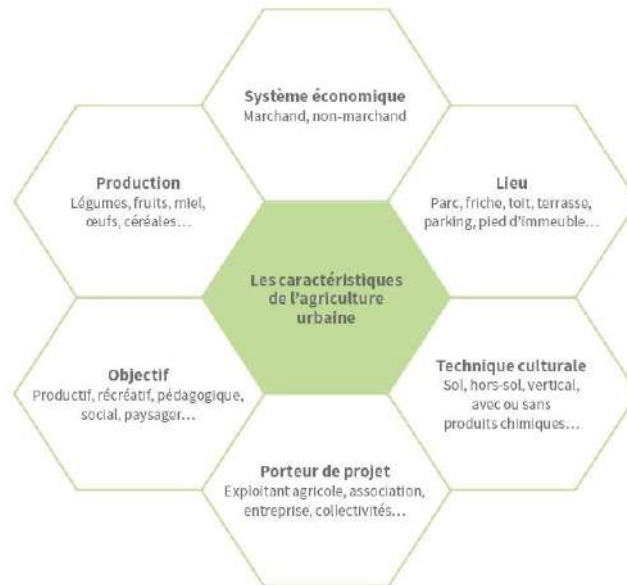 Système économique
Marchand, non-marchand
Production
Légumes, fruits, miel,
œufs, céréales…
Lieu
Parc, friche, toit, terrasse,
parking, pied d'immeuble…
Les caractéristiques
de l'agriculture
urbaine
Objectif
Productif, récréatif, pédagogique,
social, paysager…
Technique culturale
Sol, hors-sol, vertical,
avec ou sans
produits chimiques…
Porteur de projet
Exploitant agricole, association,
entreprise, collectivités…